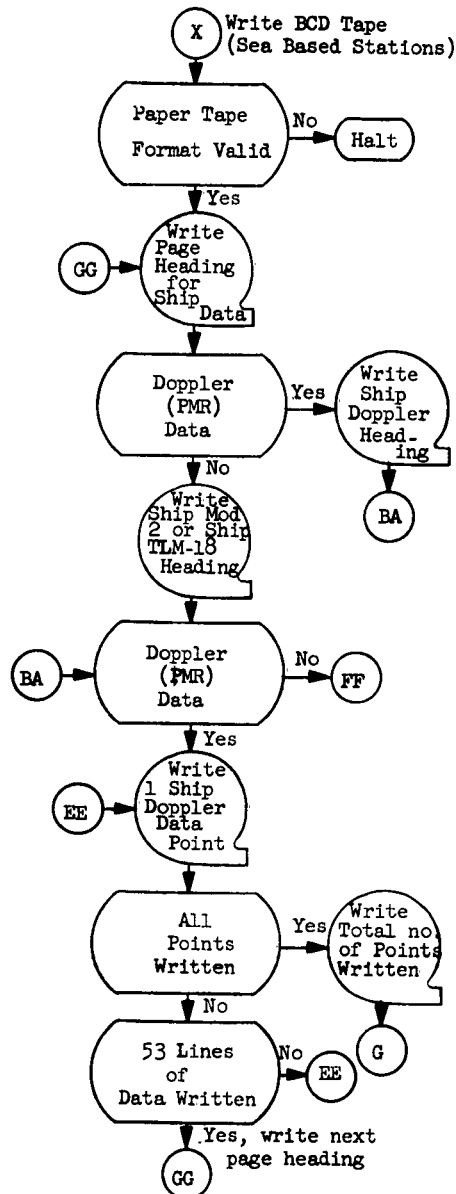 X
Write BCD Tape
(Sea Based Stations)
Paper Tape
Format Valid
No
Halt
Yes
GG
Write
Page
Heading
for
Ship
Data
Doppler
(PMR)
Data
Yes
Write
Ship
Doppler
Head-
ing
BA
No
Write
Ship Mod
2 or Ship
TLM-18
Heading
BA
Doppler
(PMR)
Data
No
FF
Yes
EE
Write
1 Ship
Doppler
Data
Point
All
Points
Written
Yes
Write
Total no.
of Points
Written
G
No
53 Lines
of
Data Written
No
EE
Yes, write next
page heading
GG